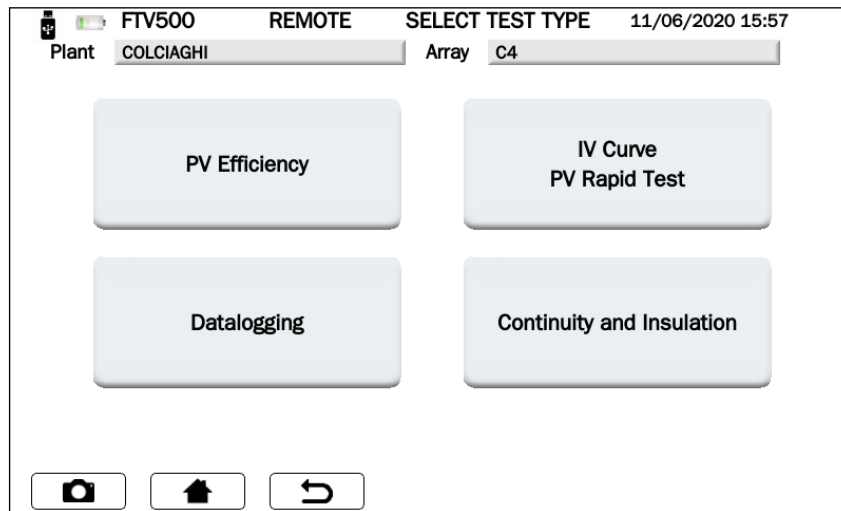 FTV500 REMOTE SELECT TEST TYPE 11/06/2020 15:57
Plant COLCIAGHI Array C4
PV Efficiency
IV Curve
PV Rapid Test
Datalogging
Continuity and Insulation